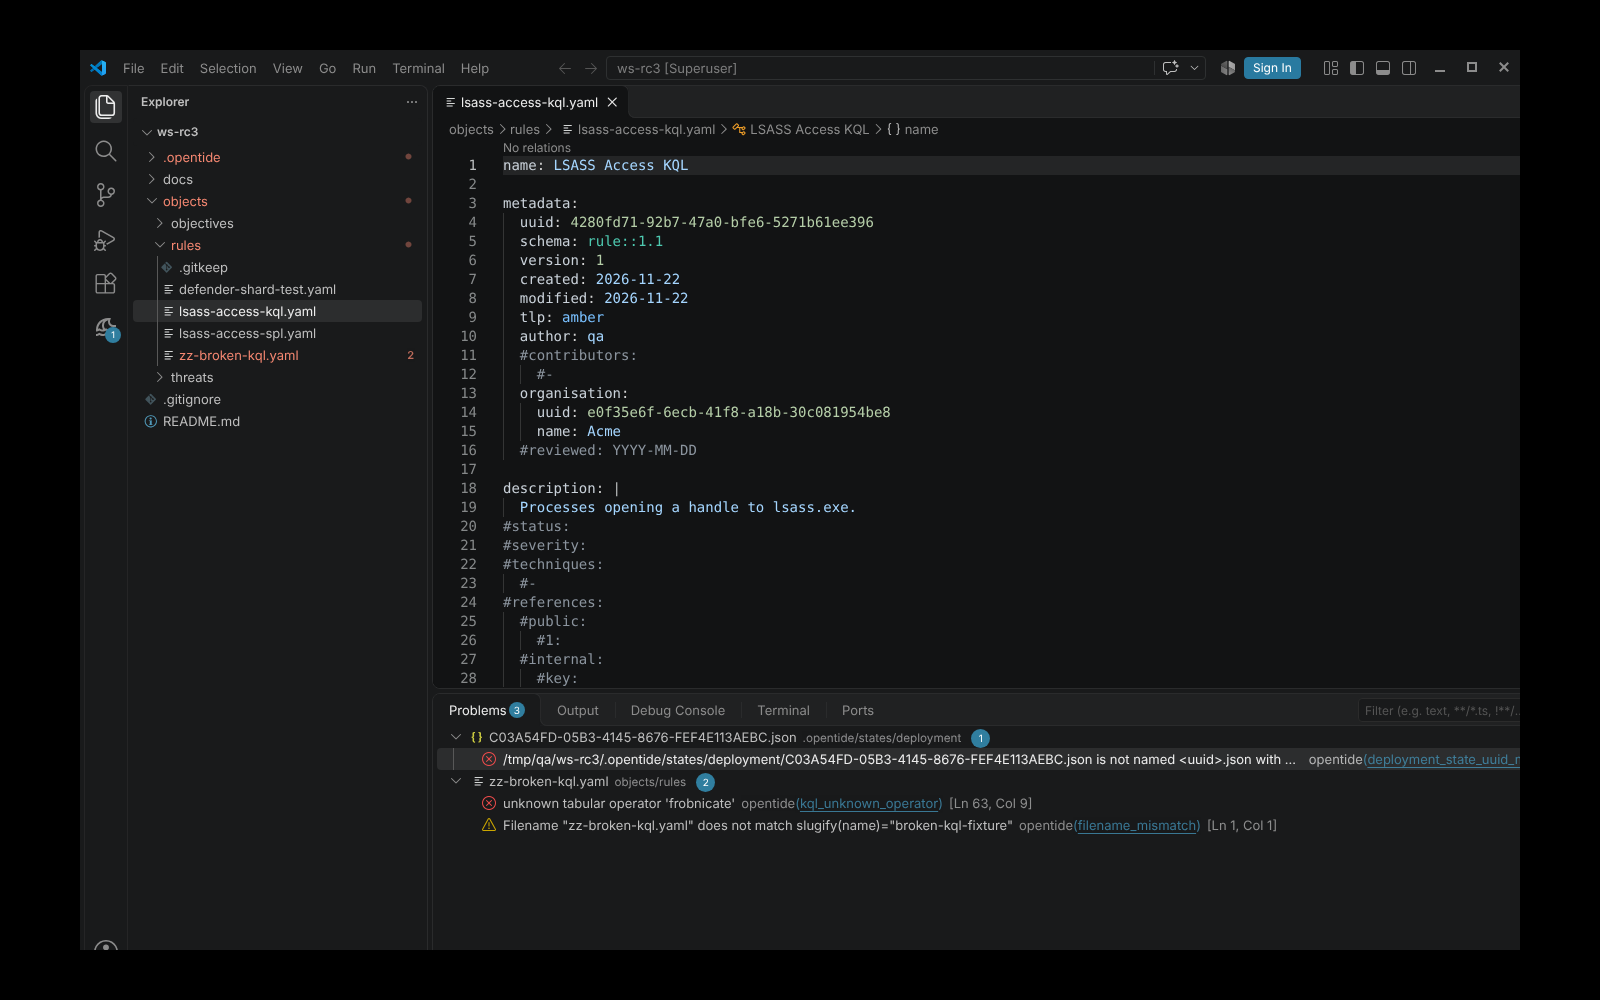 File Edit Selection View Go Run Terminal Help
ws-rc3 [Superuser]
Sign In
Explorer
ws-rc3
.opentide
docs
objects
objectives
rules
.gitkeep
defender-shard-test.yaml
lsass-access-kql.yaml
lsass-access-spl.yaml
zz-broken-kql.yaml 2
threats
.gitignore
README.md
1
lsass-access-kql.yaml
objects > rules > lsass-access-kql.yaml > LSASS Access KQL > { } name
No relations
1 name: LSASS Access KQL
2
3 metadata:
4 uuid: 4280fd71-92b7-47a0-bfe6-5271b61ee396
5 schema: rule::1.1
6 version: 1
7 created: 2026-11-22
8 modified: 2026-11-22
9 tlp: amber
10 author: qa
11 #contributors:
12 #-
13 organisation:
14 uuid: e0f35e6f-6ecb-41f8-a18b-30c081954be8
15 name: Acme
16 #reviewed: YYYY-MM-DD
17
18 description: |
19 Processes opening a handle to lsass.exe.
20 #status:
21 #severity:
22 #techniques:
23 #-
24 #references:
25 #public:
26 #1:
27 #internal:
28 #key:
Problems 3 Output Debug Console Terminal Ports
Filter (e.g. text, **/*.ts, !**/...
{} C03A54FD-05B3-4145-8676-FEF4E113AEBC.json .opentide/states/deployment 1
/tmp/qa/ws-rc3/.opentide/states/deployment/C03A54FD-05B3-4145-8676-FEF4E113AEBC.json is not named <uuid>.json with ... opentide(deployment_state_uuid_
zz-broken-kql.yaml objects/rules 2
unknown tabular operator 'frobnicate' opentide(kql_unknown_operator) [Ln 63, Col 9]
Filename "zz-broken-kql.yaml" does not match slugify(name)="broken-kql-fixture" opentide(filename_mismatch) [Ln 1, Col 1]